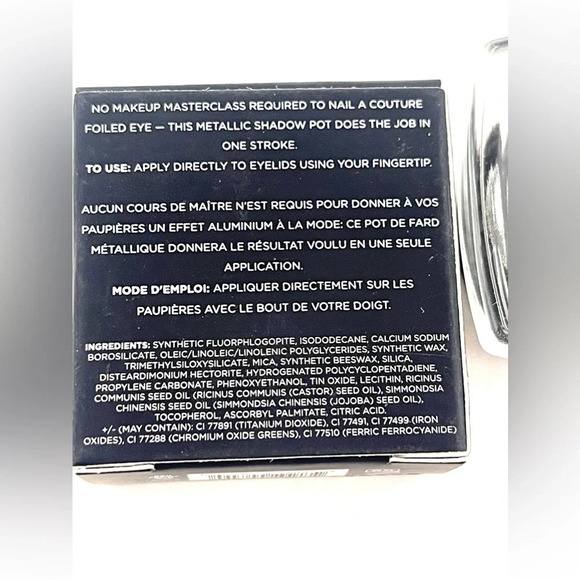 NO MAKEUP MASTERCLASS REQUIRED TO NAIL A COUTURE
FOILED EYE — THIS METALLIC SHADOW POT DOES THE JOB IN
ONE STROKE.
TO USE: APPLY DIRECTLY TO EYELIDS USING YOUR FINGERTIP.
AUCUN COURS DE MAÎTRE N'EST REQUIS POUR DONNER À VOS
PAUPIÈRES UN EFFET ALUMINIUM À LA MODE: CE POT DE FARD
MÉTALLIQUE DONNERA LE RÉSULTAT VOULU EN UNE SEULE
APPLICATION.
MODE D'EMPLOI: APPLIQUER DIRECTEMENT SUR LES
PAUPIÈRES AVEC LE BOUT DE VOTRE DOIGT.
INGREDIENTS: SYNTHETIC FLUORPHLOGOPITE, ISODODECANE, CALCIUM SODIUM
BOROSILICATE, OLEIC/LINOLEIC/LINOLENIC POLYGLYCERIDES, SYNTHETIC WAX,
TRIMETHYLSILOXYSILICATE, MICA, SYNTHETIC BEESWAX, SILICA,
DISTEARDIMONIUM HECTORITE, HYDROGENATED POLYCYCLOPENTADIENE,
PROPYLENE CARBONATE, PHENOXYETHANOL, TIN OXIDE, LECITHIN, RICINUS
COMMUNIS SEED OIL (RICINUS COMMUNIS (CASTOR) SEED OIL), SIMMONDSIA
CHINENSIS SEED OIL (SIMMONDSIA CHINENSIS (JOJOBA) SEED OIL),
TOCOPHEROL, ASCORBYL PALMITATE, CITRIC ACID.
+/- (MAY CONTAIN): CI 77891 (TITANIUM DIOXIDE), CI 77491, CI 77499 (IRON
OXIDES), CI 77288 (CHROMIUM OXIDE GREENS), CI 77510 (FERRIC FERROCYANIDE)